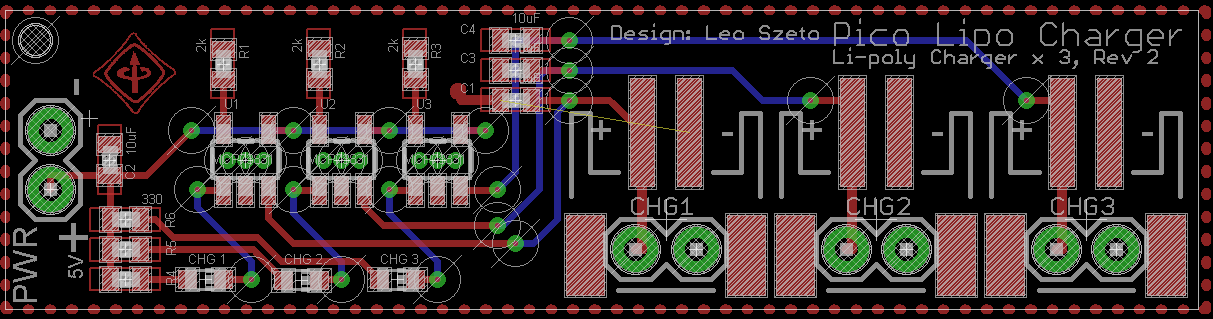 10uF
C4
C3
C1
Design: Leo Szeto
Pico Lipo Charger
Li-poly Charger x 3, Rev 2
2k
R1
2k
R2
2k
R3
U1
U2
U3
-
+
10uF
C2
+
-
+
-
+
-
330
R6
R5
R4
PWR
5V
+
CHG 1
CHG 2
CHG 3
CHG1
CHG2
CHG3